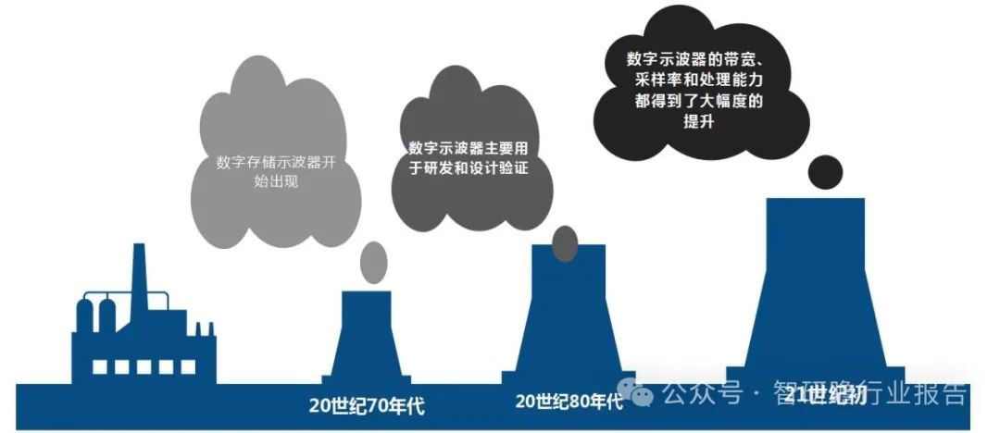 数字存储示波器开
始出现
数字示波器主要用
于研发和设计验证
数字示波器的带宽、
采样率和处理能力
都得到了大幅度的
提升
20世纪70年代
20世纪80年代
21世纪初
公众号·智研瞻行业报告